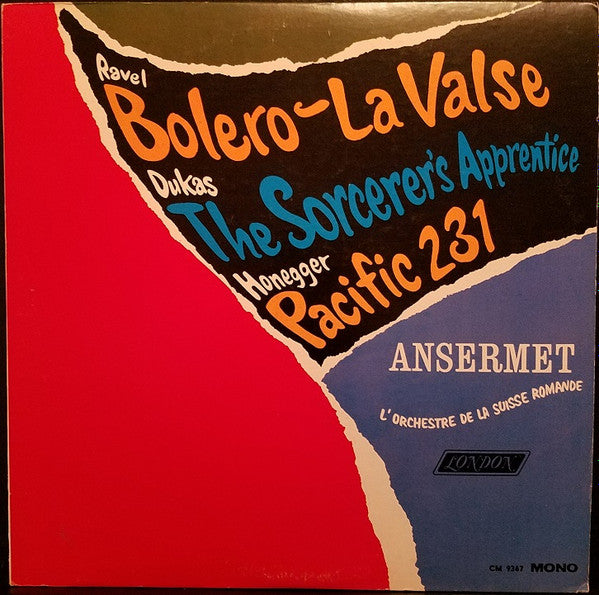 Ravel
Bolero–La Valse
Dukas
The Sorcerer's Apprentice
Honegger
Pacific 231
ANSERMET
L'ORCHESTRE DE LA SUISSE ROMANDE
LONDON
CM 9367 MONO